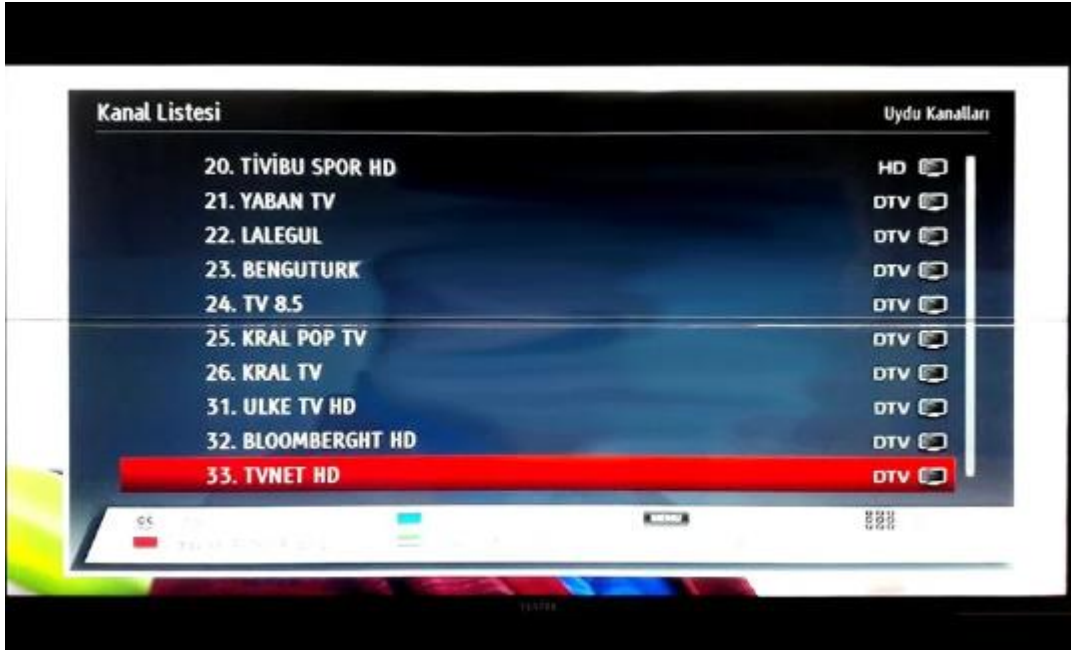 Kanal Listesi
Uydu Kanalları
20. TİVİBU SPOR HD HD
21. YABAN TV DTV
22. LALEGUL DTV
23. BENGUTURK DTV
24. TV 8.5 DTV
25. KRAL POP TV DTV
26. KRAL TV DTV
31. ULKE TV HD DTV
32. BLOOMBERGHT HD DTV
33. TVNET HD DTV
MENU
VESTEL